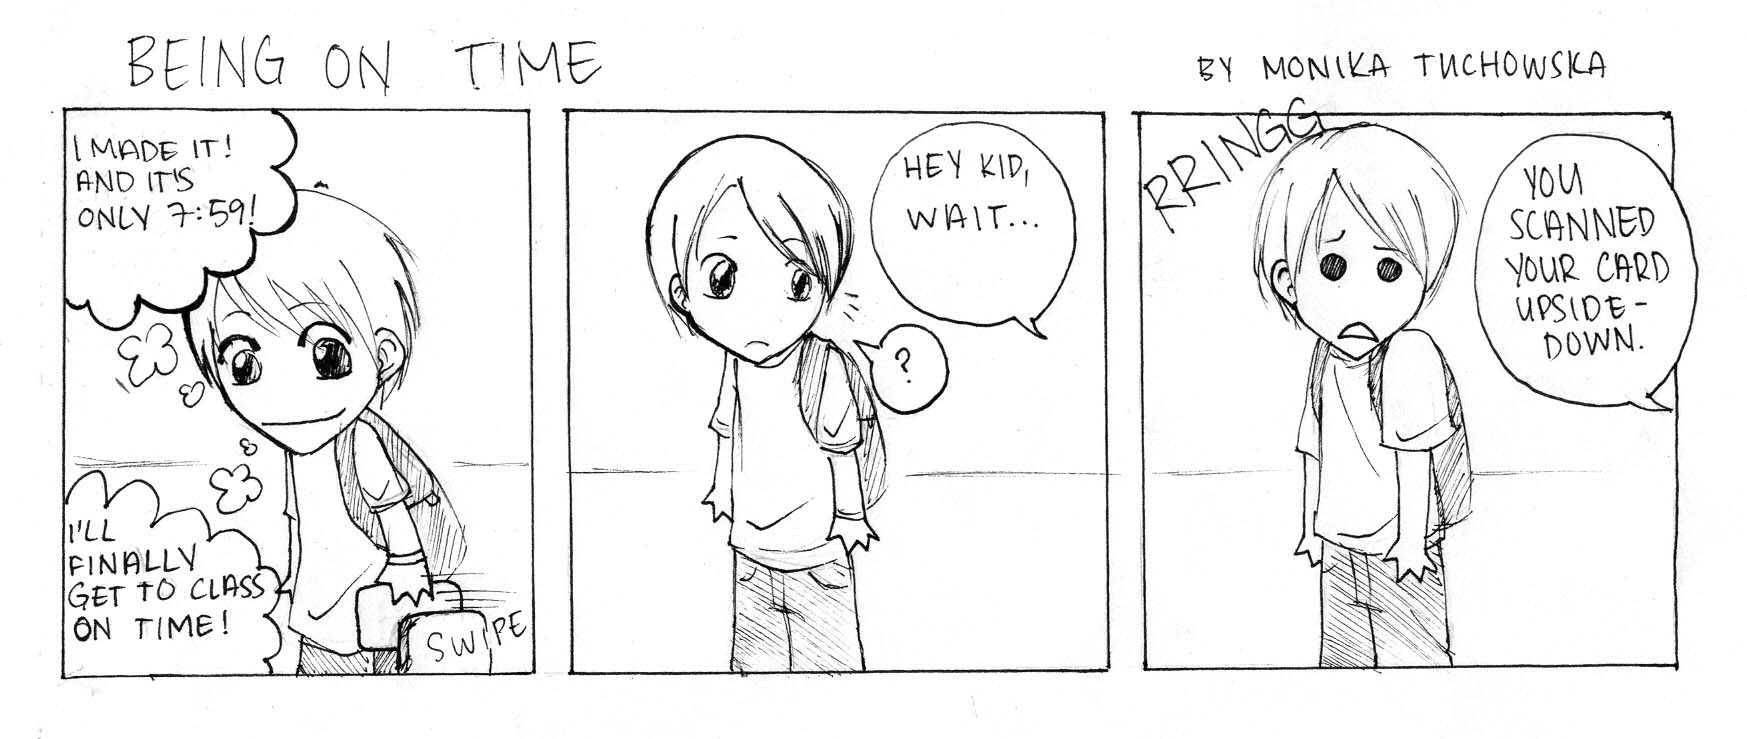 BEING ON TIME
BY MONIKA TUCHOWSKA
I MADE IT!
AND IT'S
ONLY 7:59!
I'LL
FINALLY
GET TO CLASS
ON TIME!
SWIPE
HEY KID,
WAIT...
?
RRINGG
YOU
SCANNED
YOUR CARD
UPSIDE-
DOWN.